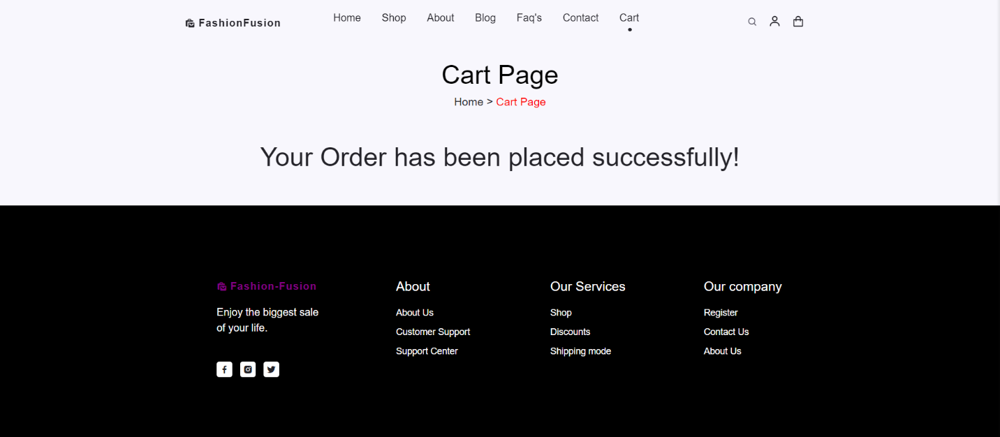 FashionFusion
Home Shop About Blog Faq's Contact Cart
Cart Page
Home > Cart Page
Your Order has been placed successfully!
Fashion-Fusion
Enjoy the biggest sale
of your life.
About
About Us
Customer Support
Support Center
Our Services
Shop
Discounts
Shipping mode
Our company
Register
Contact Us
About Us